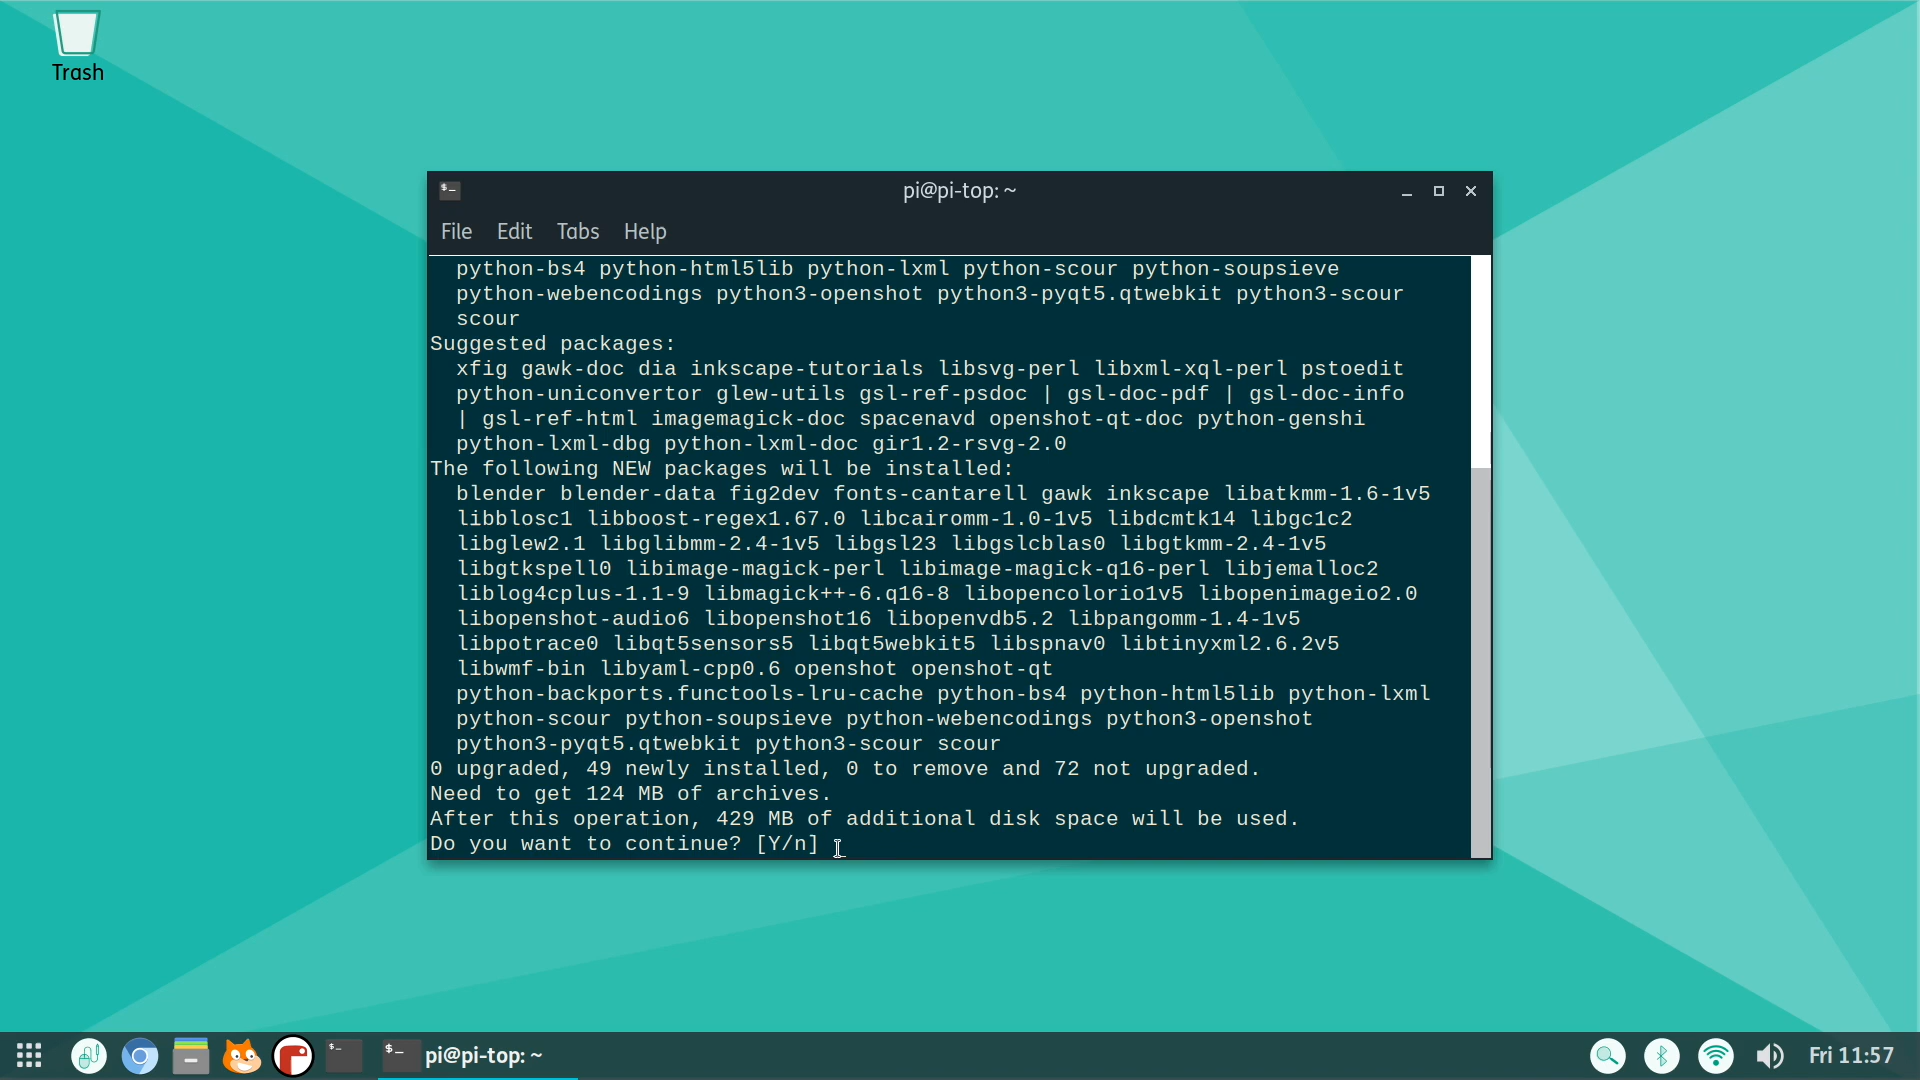 Trash
pi@pi-top: ~
File Edit Tabs Help
python-bs4 python-html5lib python-lxml python-scour python-soupsieve
python-webencodings python3-openshot python3-pyqt5.qtwebkit python3-scour
scour
Suggested packages:
xfig gawk-doc dia inkscape-tutorials libsvg-perl libxml-xql-perl pstoedit
python-uniconvertor glew-utils gsl-ref-psdoc | gsl-doc-pdf | gsl-doc-info
| gsl-ref-html imagemagick-doc spacenavd openshot-qt-doc python-genshi
python-lxml-dbg python-lxml-doc gir1.2-rsvg-2.0
The following NEW packages will be installed:
blender blender-data fig2dev fonts-cantarell gawk inkscape libatkmm-1.6-1v5
libblosc1 libboost-regex1.67.0 libcairomm-1.0-1v5 libdcmtk14 libgc1c2
libglew2.1 libglibmm-2.4-1v5 libgsl23 libgslcblas0 libgtkmm-2.4-1v5
libgtkspell0 libimage-magick-perl libimage-magick-q16-perl libjemalloc2
liblog4cplus-1.1-9 libmagick++-6.q16-8 libopencolorio1v5 libopenimageio2.0
libopenshot-audio6 libopenshot16 libopenvdb5.2 libpangomm-1.4-1v5
libpotrace0 libqt5sensors5 libqt5webkit5 libspnav0 libtinyxml2.6.2v5
libwmf-bin libyaml-cpp0.6 openshot openshot-qt
python-backports.functools-lru-cache python-bs4 python-html5lib python-lxml
python-scour python-soupsieve python-webencodings python3-openshot
python3-pyqt5.qtwebkit python3-scour scour
0 upgraded, 49 newly installed, 0 to remove and 72 not upgraded.
Need to get 124 MB of archives.
After this operation, 429 MB of additional disk space will be used.
Do you want to continue? [Y/n]
pi@pi-top: ~
Fri 11:57